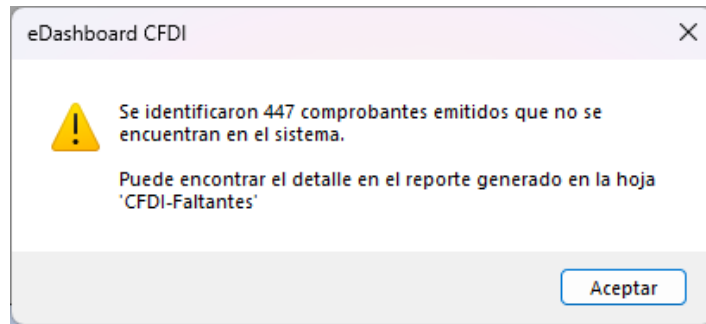 eDashboard CFDI
Se identificaron 447 comprobantes emitidos que no se
encuentran en el sistema.
Puede encontrar el detalle en el reporte generado en la hoja
'CFDI-Faltantes'
Aceptar